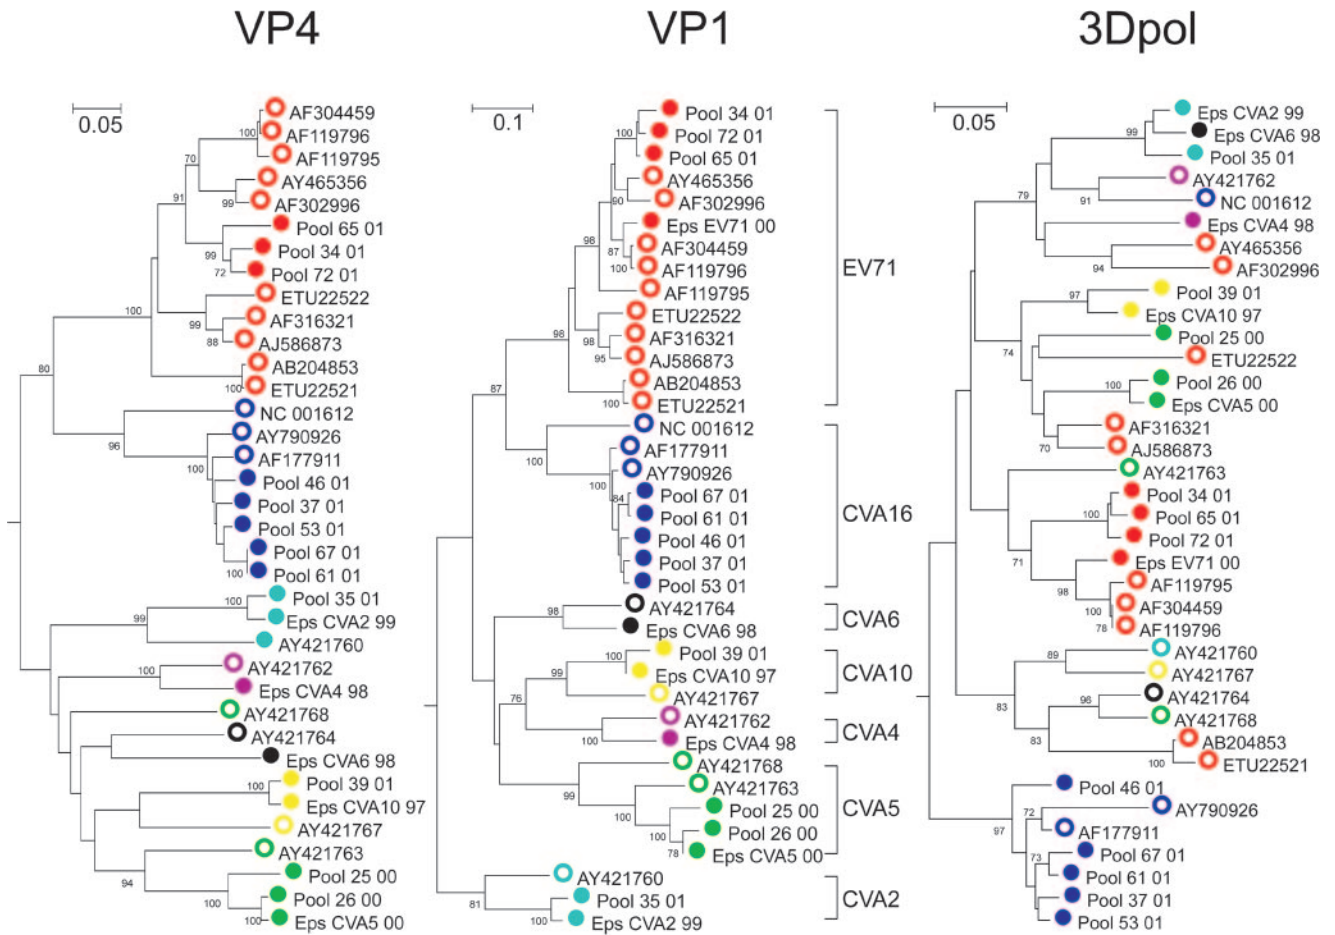 VP4
VP1
3Dpol
0.05
AF304459
AF119796
100
AF119795
70
AY465356
AF302996
99
91
Pool 65 01
Pool 34 01
99
Pool 72 01
72
ETU22522
100
AF316321
99
AJ586873
88
AB204853
ETU22521
100
80
NC 001612
AY790926
96
AF177911
100
Pool 46 01
Pool 37 01
Pool 53 01
Pool 67 01
Pool 61 01
100
Pool 35 01
100
Eps CVA2 99
99
AY421760
AY421762
100
Eps CVA4 98
AY421768
AY421764
Eps CVA6 98
Pool 39 01
100
Eps CVA10 97
AY421767
AY421763
94
Pool 25 00
Pool 26 00
100
Eps CVA5 00
100
0.1
Pool 34 01
100
Pool 72 01
Pool 65 01
AY465356
90
AF302996
Eps EV71 00
98
AF304459
87
AF119796
100
AF119795
ETU22522
98
AF316321
98
AJ586873
95
AB204853
ETU22521
100
87
NC 001612
AF177911
100
AY790926
100
Pool 67 01
84
Pool 61 01
Pool 46 01
Pool 37 01
Pool 53 01
AY421764
98
Eps CVA6 98
Pool 39 01
100
Eps CVA10 97
99
AY421767
76
AY421762
Eps CVA4 98
100
AY421768
AY421763
99
Pool 25 00
100
Pool 26 00
100
Eps CVA5 00
78
AY421760
Pool 35 01
81
Eps CVA2 99
100
EV71
CVA16
CVA6
CVA10
CVA4
CVA5
CVA2
0.05
Eps CVA2 99
99
Eps CVA6 98
Pool 35 01
AY421762
79
NC 001612
91
Eps CVA4 98
AY465356
94
AF302996
Pool 39 01
97
Eps CVA10 97
Pool 25 00
74
ETU22522
Pool 26 00
100
Eps CVA5 00
AF316321
70
AJ586873
AY421763
Pool 34 01
100
Pool 65 01
Pool 72 01
71
Eps EV71 00
98
AF119795
100
AF304459
78
AF119796
AY421760
89
AY421767
83
AY421764
96
AY421768
83
AB204853
100
ETU22521
Pool 46 01
72
AY790926
97
AF177911
73
Pool 67 01
Pool 61 01
Pool 37 01
Pool 53 01